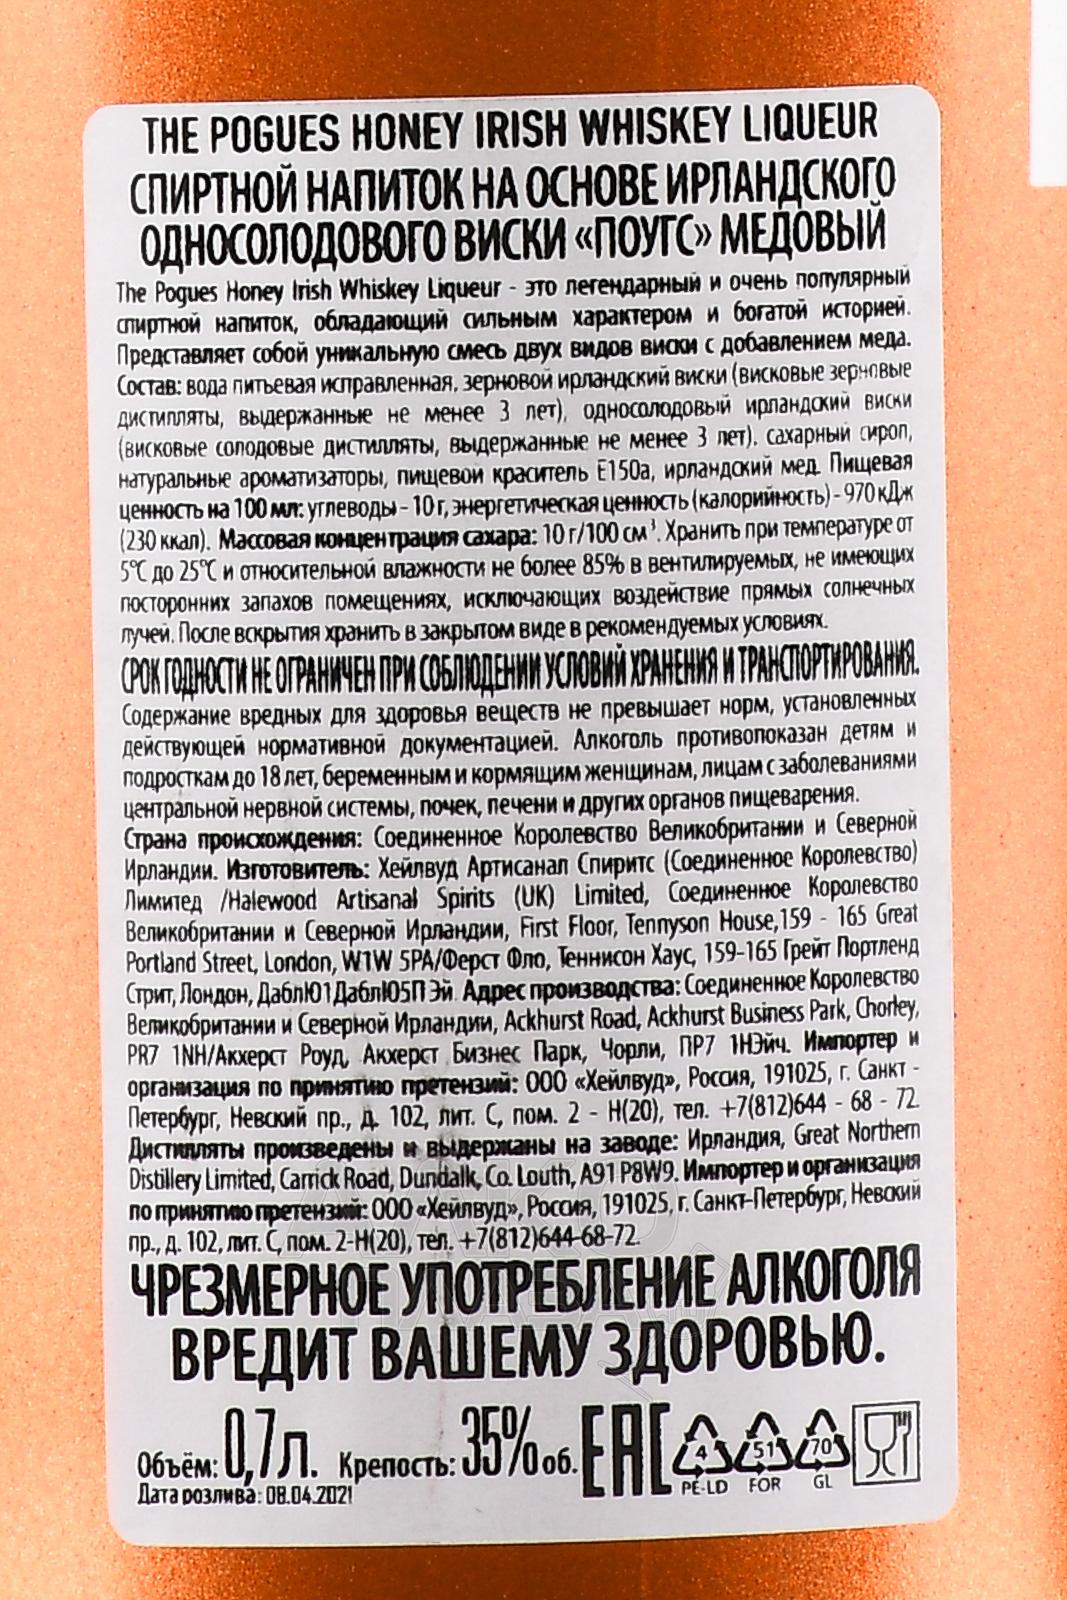 THE POGUES HONEY IRISH WHISKEY LIQUEUR
СПИРТНОЙ НАПИТОК НА ОСНОВЕ ИРЛАНДСКОГО
ОДНОСОЛОДОВОГО ВИСКИ «ПОУГС» МЕДОВЫЙ
The Pogues Honey Irish Whiskey Liqueur - это легендарный и очень популярный
спиртной напиток, обладающий сильным характером и богатой историей.
Представляет собой уникальную смесь двух видов виски с добавлением меда.
Состав: вода питьевая исправленная, зерновой ирландский виски (висковые зерновые
дистилляты, выдержанные не менее 3 лет), односолодовый ирландский виски
(висковые солодовые дистилляты, выдержанные не менее 3 лет), сахарный сироп,
натуральные ароматизаторы, пищевой краситель Е150а, ирландский мед. Пищевая
ценность на 100 мл: углеводы - 10 г, энергетическая ценность (калорийность) - 970 кДж
(230 ккал). Массовая концентрация сахара: 10 г/100 см³. Хранить при температуре от
5℃ до 25℃ и относительной влажности не более 85% в вентилируемых, не имеющих
посторонних запахов помещениях, исключающих воздействие прямых солнечных
лучей. После вскрытия хранить в закрытом виде в рекомендуемых условиях.
СРОК ГОДНОСТИ НЕ ОГРАНИЧЕН ПРИ СОБЛЮДЕНИИ УСЛОВИЙ ХРАНЕНИЯ И ТРАНСПОРТИРОВАНИЯ.
Содержание вредных для здоровья веществ не превышает норм, установленных
действующей нормативной документацией. Алкоголь противопоказан детям и
подросткам до 18 лет, беременным и кормящим женщинам, лицам с заболеваниями
центральной нервной системы, почек, печени и других органов пищеварения.
Страна происхождения: Соединенное Королевство Великобритании и Северной
Ирландии. Изготовитель: Хейлвуд Артисанал Спиритс (Соединенное Королевство)
Лимитед /Halewood Artisanal Spirits (UK) Limited, Соединенное Королевство
Великобритании и Северной Ирландии, First Floor, Tennyson House,159 - 165 Great
Portland Street, London, W1W 5PA/Ферст Фло, Теннисон Хаус, 159-165 Грейт Портленд
Стрит, Лондон, ДаблЮ1ДаблЮ5П Эй. Адрес производства: Соединенное Королевство
Великобритании и Северной Ирландии, Ackhurst Road, Ackhurst Business Park, Chorley,
PR7 1NH/Акхерст Роуд, Акхерст Бизнес Парк, Чорли, ПР7 1НЭйч. Импортер и
организация по принятию претензий: ООО «Хейлвуд», Россия, 191025, г. Санкт -
Петербург, Невский пр., д. 102, лит. С, пом. 2 - Н(20), тел. +7(812)644 - 68 - 72.
Дистилляты произведены и выдержаны на заводе: Ирландия, Great Northern
Distillery Limited, Carrick Road, Dundalk, Co. Louth, A91 P8W9. Импортер и организация
по принятию претензий: ООО «Хейлвуд», Россия, 191025, г. Санкт-Петербург, Невский
пр., д. 102, лит. С, пом. 2-Н(20), тел. +7(812)644-68-72.
ЧРЕЗМЕРНОЕ УПОТРЕБЛЕНИЕ АЛКОГОЛЯ
ВРЕДИТ ВАШЕМУ ЗДОРОВЬЮ.
Объём: 0,7л. Крепость: 35% об. EAC 4 51 70
PE-LD FOR GL
Дата розлива: 08.04.2021